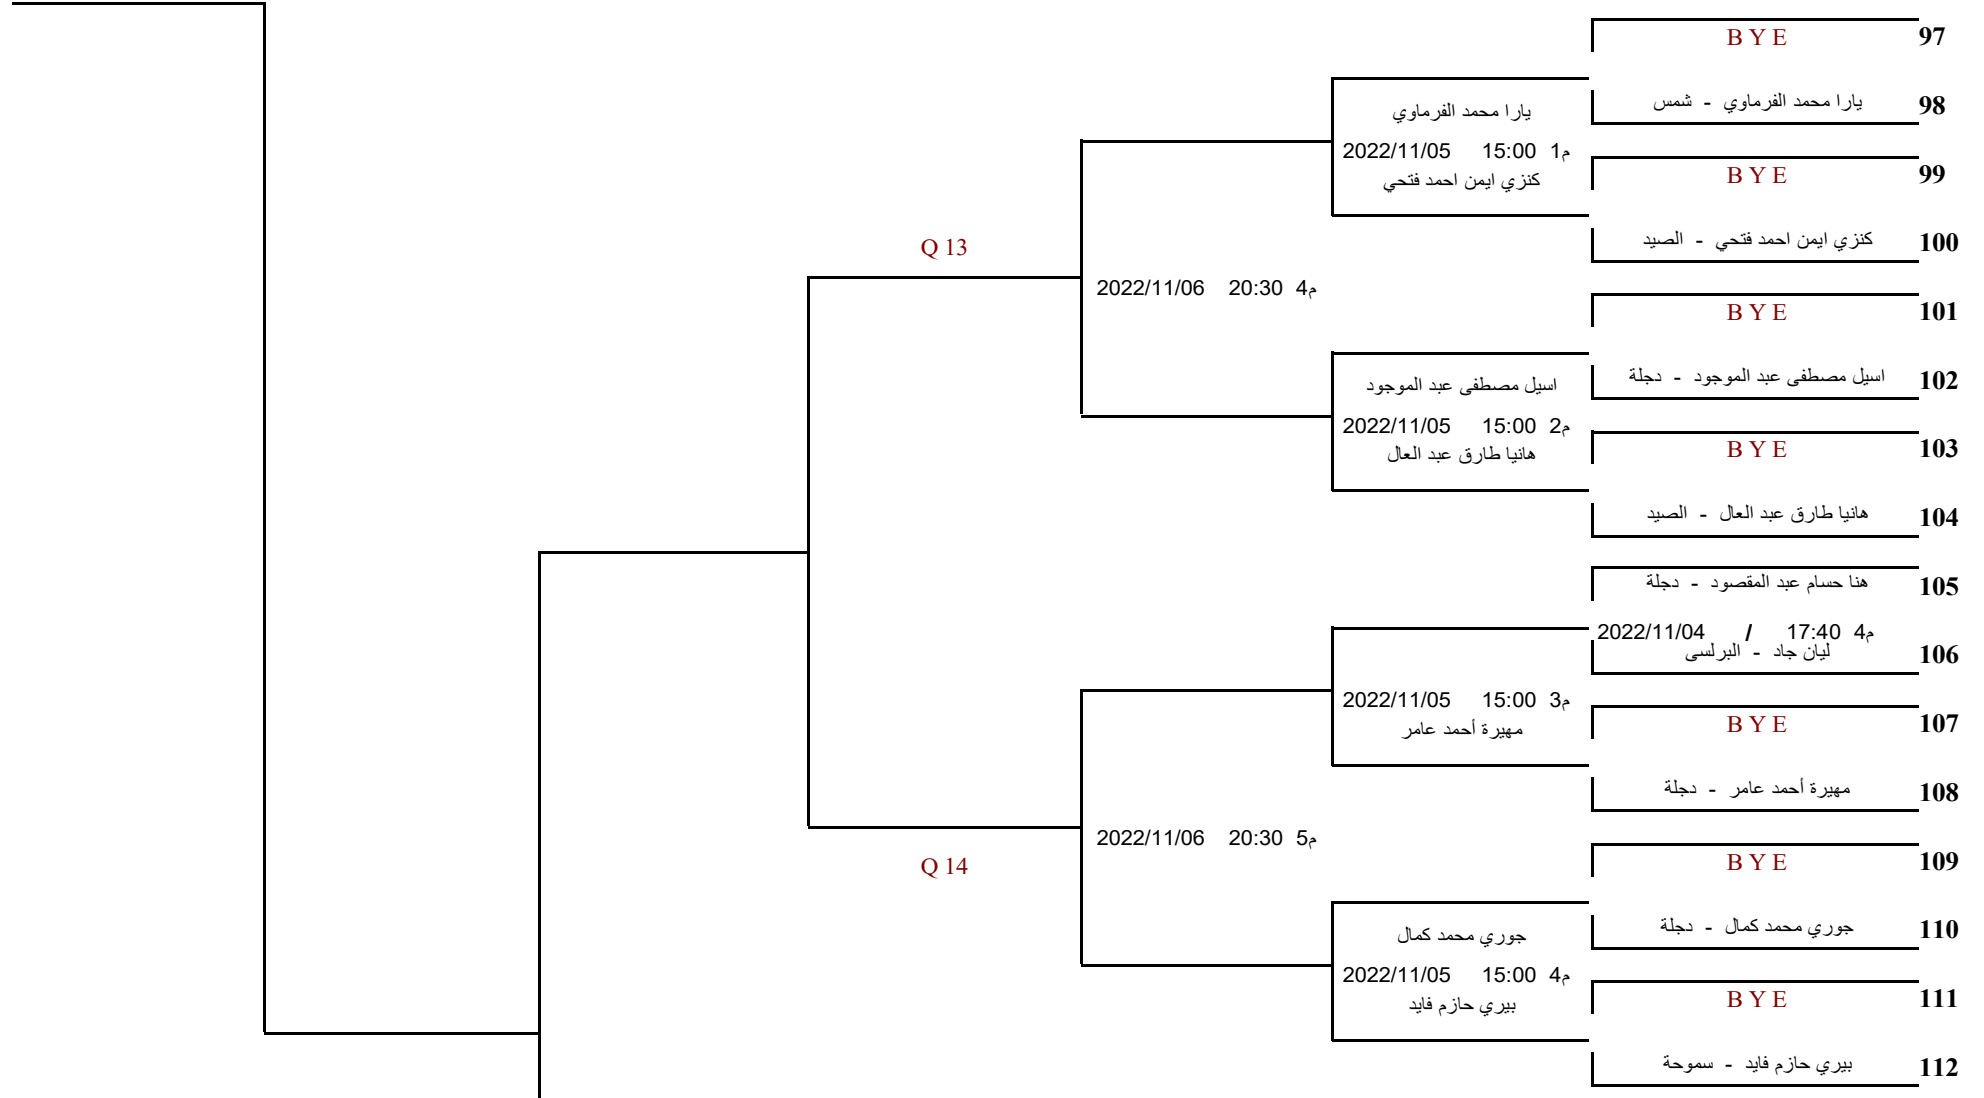 B Y E 97
يارا محمد الفرماوي - شمس 98
يارا محمد الفرماوي
2022/11/05 15:00 م1
كنزي ايمن احمد فتحي
B Y E 99
كنزي ايمن احمد فتحي - الصيد 100
Q 13
2022/11/06 20:30 م4
B Y E 101
اسيل مصطفى عبد الموجود - دجلة 102
اسيل مصطفى عبد الموجود
2022/11/05 15:00 م2
هانيا طارق عبد العال
B Y E 103
هانيا طارق عبد العال - الصيد 104
هنا حسام عبد المقصود - دجلة 105
2022/11/04 / 17:40 م4
ليان جاد - البرلسى 106
2022/11/05 15:00 م3
مهيرة أحمد عامر
B Y E 107
مهيرة أحمد عامر - دجلة 108
2022/11/06 20:30 م5
Q 14
B Y E 109
جوري محمد كمال - دجلة 110
جوري محمد كمال
2022/11/05 15:00 م4
بيري حازم فايد
B Y E 111
بيري حازم فايد - سموحة 112